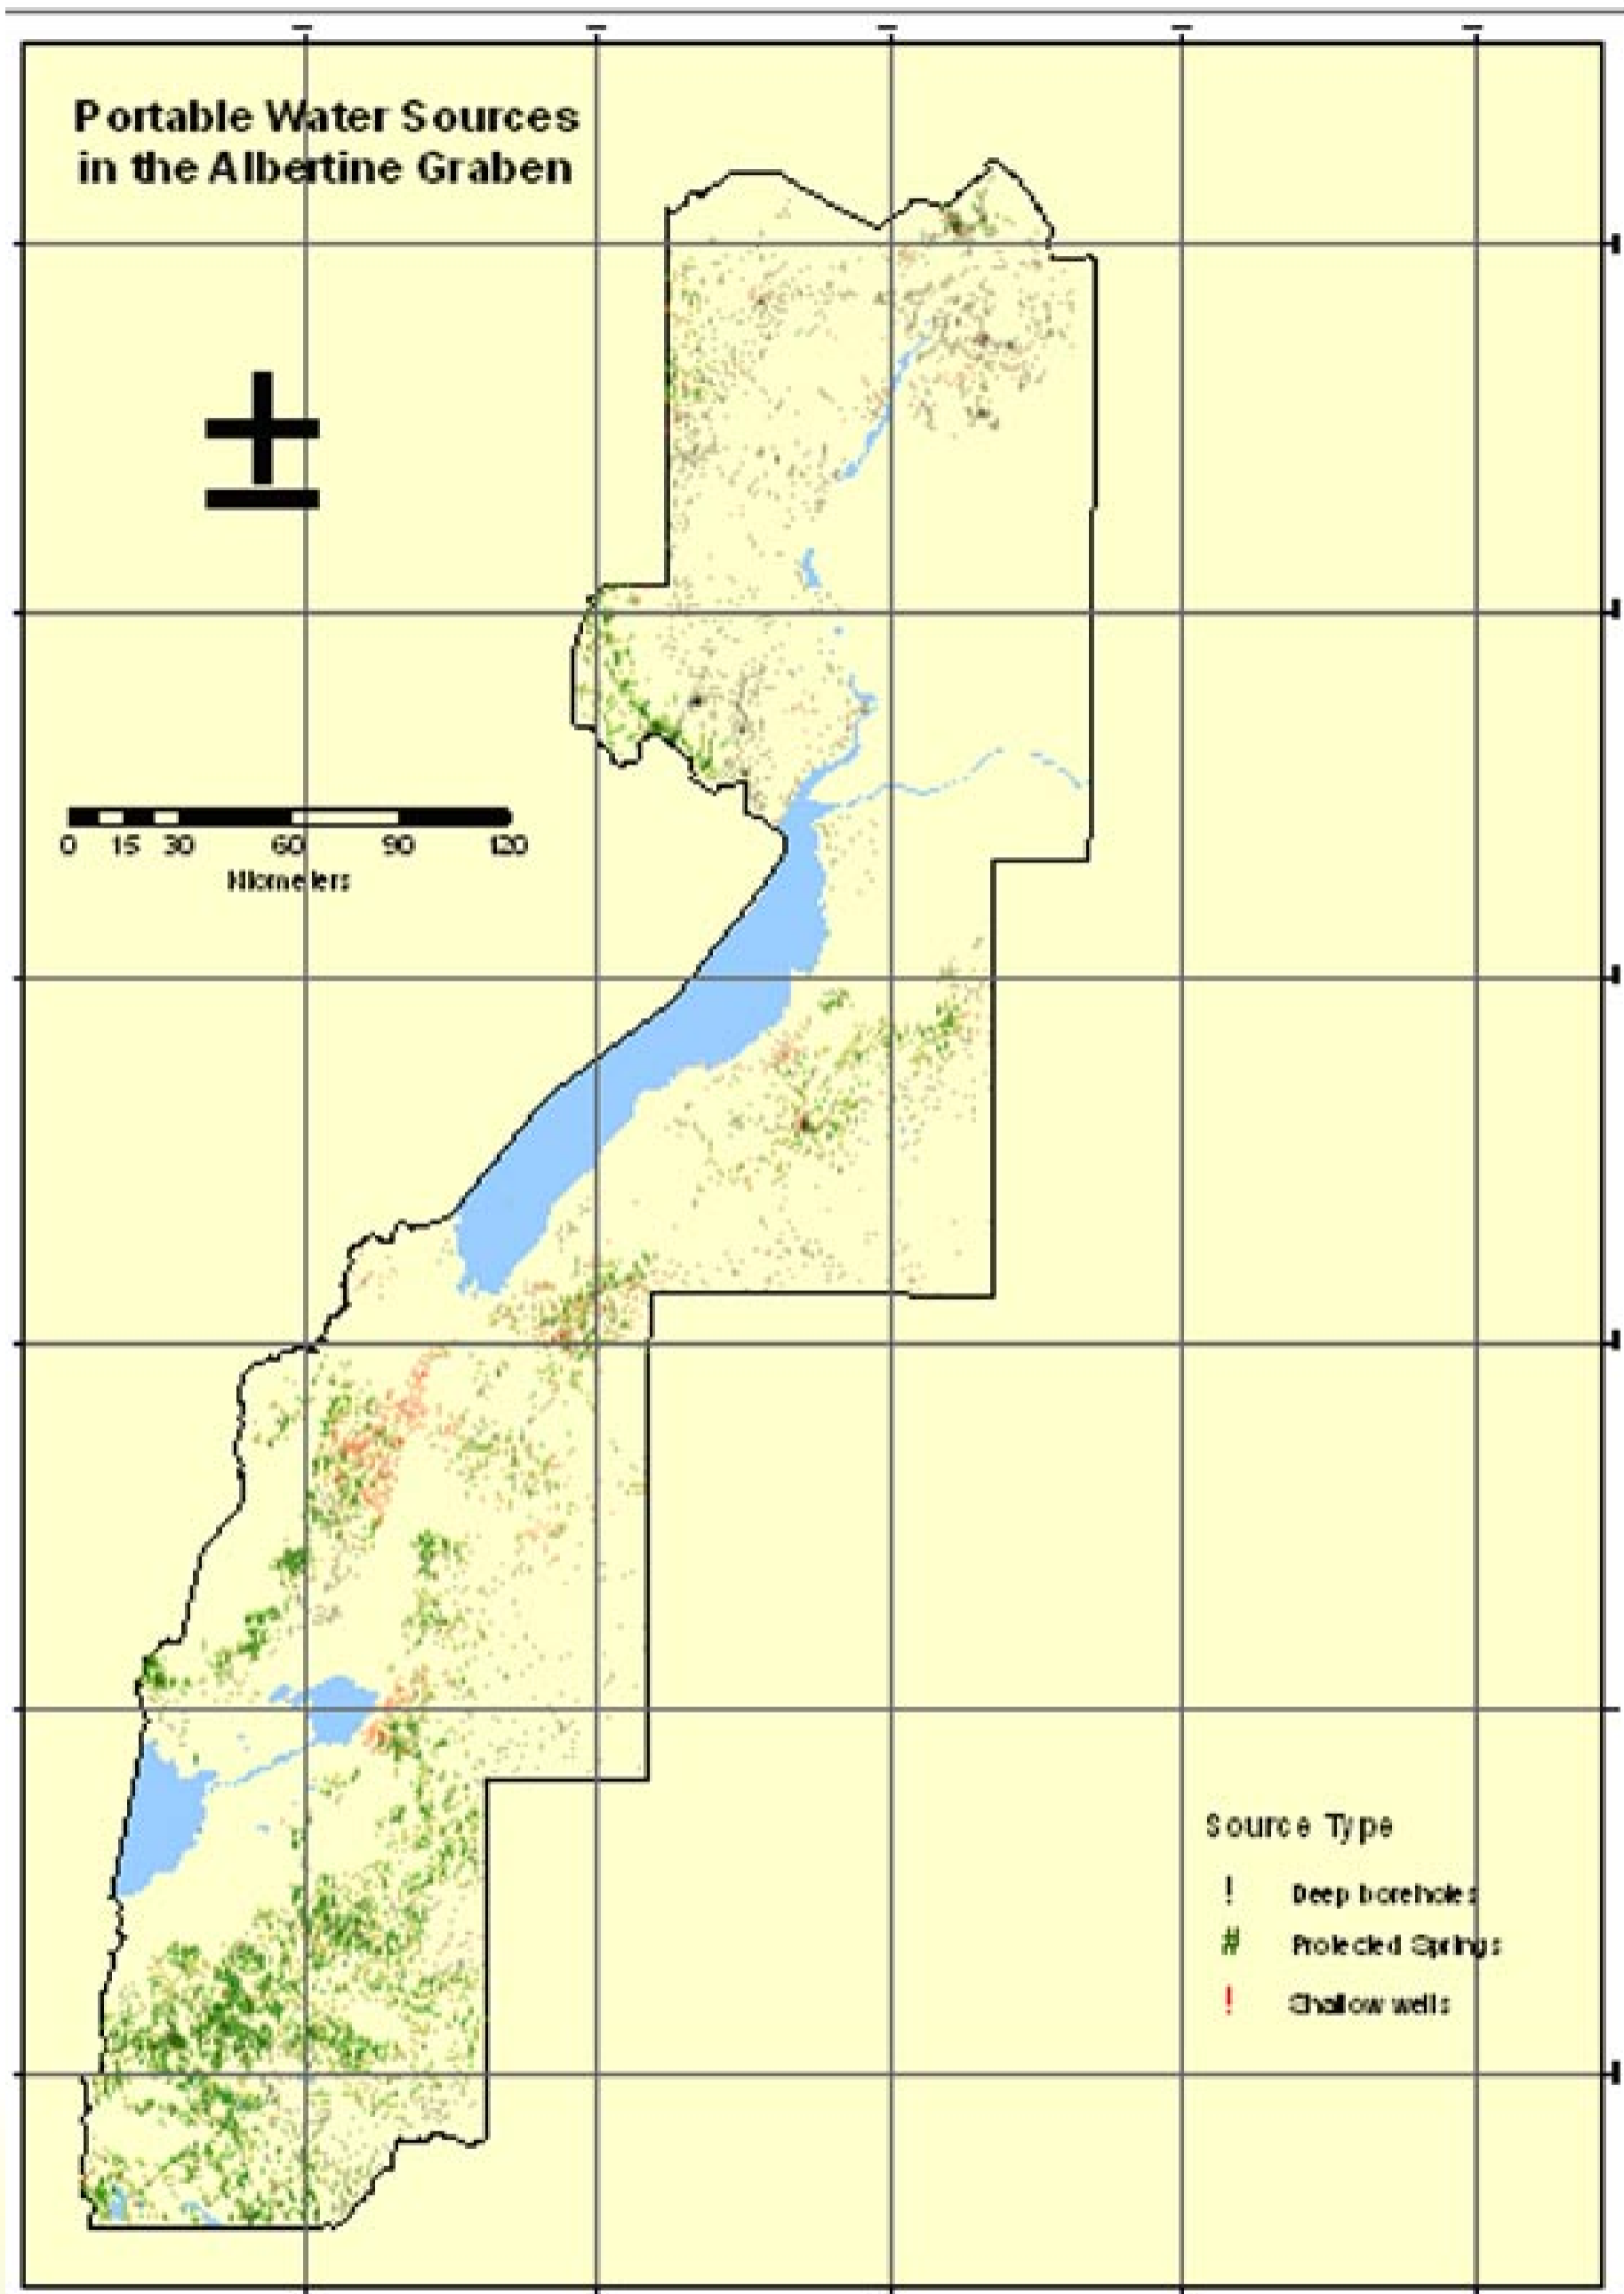 Portable Water Sources
in the Albertine Graben
0 15 30 60 90 120
Kilometers
Source Type
! Deep boreholes
# Protected Springs
! Shallow wells